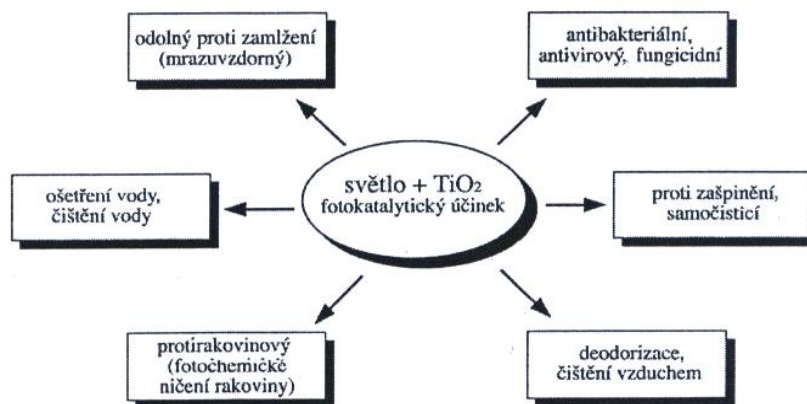 odolný proti zamlžení
(mrazuvzdorný)
antibakteriální,
antivirový, fungicidní
světlo + TiO₂
fotokatalytický účinek
ošetření vody,
čištění vody
proti zašpinění,
samočisticí
protirakovinový
(fotochemické
ničení rakoviny)
deodorizace,
čištění vzduchem